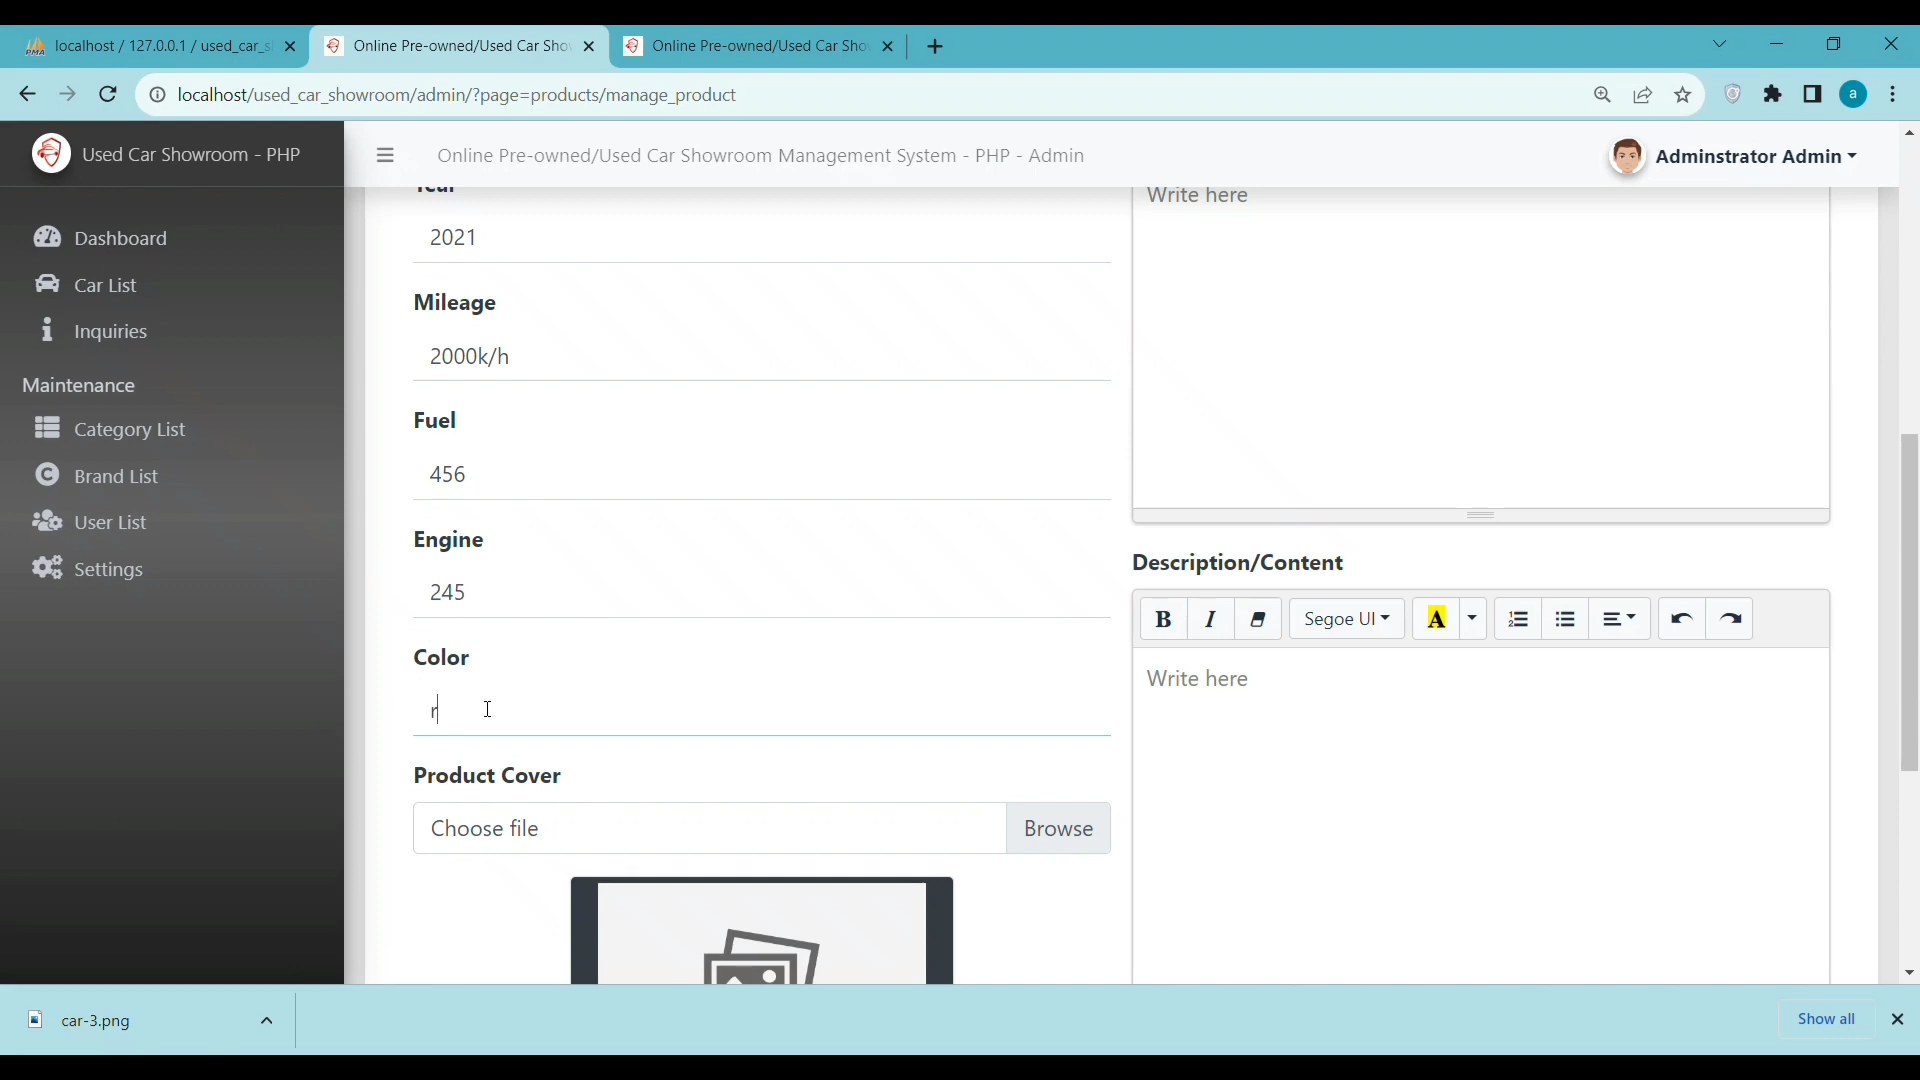 localhost / 127.0.0.1 / used_car_s
Online Pre-owned/Used Car Sho
Online Pre-owned/Used Car Sho
localhost/used_car_showroom/admin/?page=products/manage_product
a
Used Car Showroom - PHP
Online Pre-owned/Used Car Showroom Management System - PHP - Admin
Adminstrator Admin
Dashboard
Car List
Inquiries
Maintenance
Category List
Brand List
User List
Settings
Year
2021
Mileage
2000k/h
Fuel
456
Engine
245
Color
r
Product Cover
Choose file
Browse
Write here
Description/Content
B I Segoe UI A
Write here
car-3.png
Show all